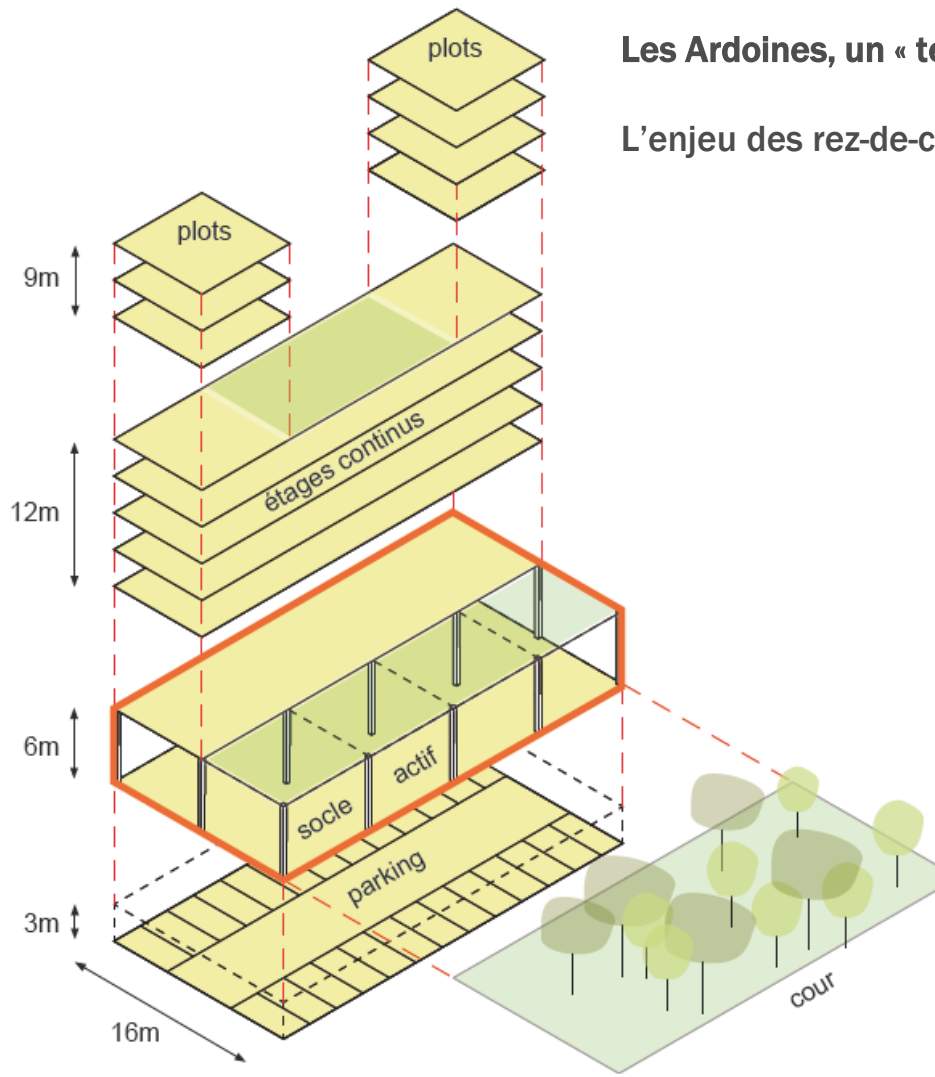 plots
Les Ardoines, un « te
L'enjeu des rez-de-c
plots
9m
étages continus
12m
6m
actif
socle
parking
3m
cour
16m